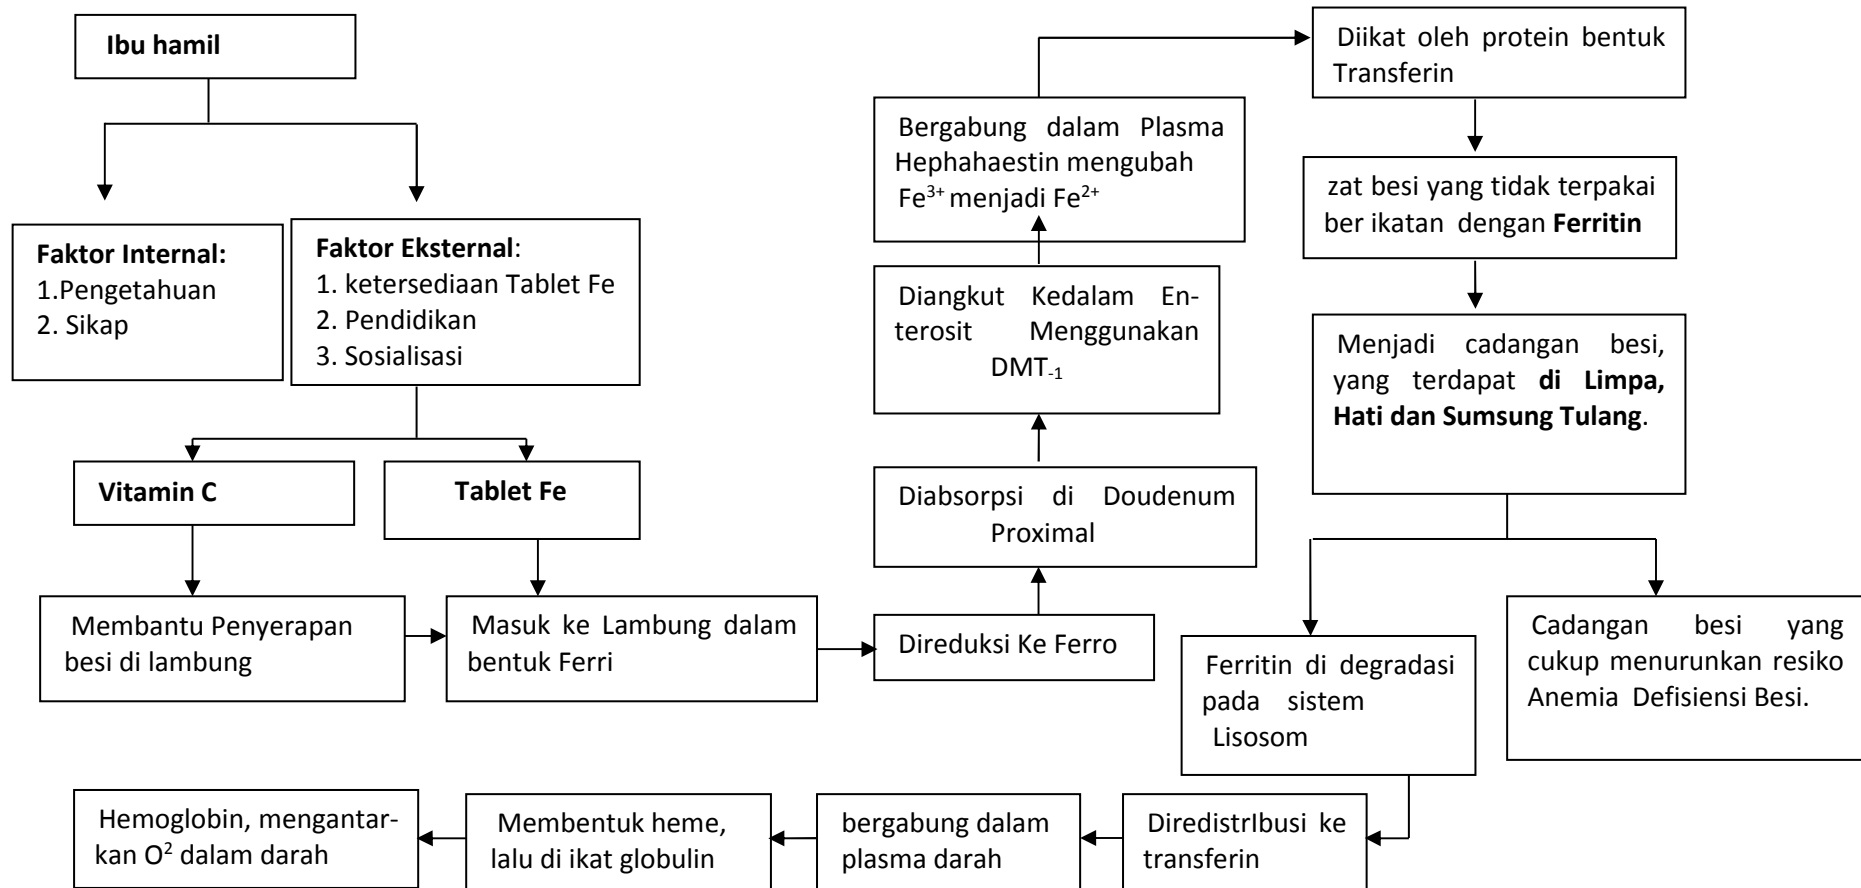 Ibu hamil
Faktor Internal:
1.Pengetahuan
2. Sikap
Faktor Eksternal:
1. ketersediaan Tablet Fe
2. Pendidikan
3. Sosialisasi
Vitamin C
Tablet Fe
Membantu Penyerapan
besi di lambung
Masuk ke Lambung dalam
bentuk Ferri
Direduksi Ke Ferro
Diabsorpsi di Doudenum
Proximal
Diangkut Kedalam En-
terosit Menggunakan
DMT₋₁
Bergabung dalam Plasma
Hephahaestin mengubah
Fe³⁺ menjadi Fe²⁺
Diikat oleh protein bentuk
Transferin
zat besi yang tidak terpakai
ber ikatan dengan Ferritin
Menjadi cadangan besi,
yang terdapat di Limpa,
Hati dan Sumsung Tulang.
Ferritin di degradasi
pada sistem
Lisosom
Cadangan besi yang
cukup menurunkan resiko
Anemia Defisiensi Besi.
DiredistrIbusi ke
transferin
bergabung dalam
plasma darah
Membentuk heme,
lalu di ikat globulin
Hemoglobin, mengantar-
kan O² dalam darah